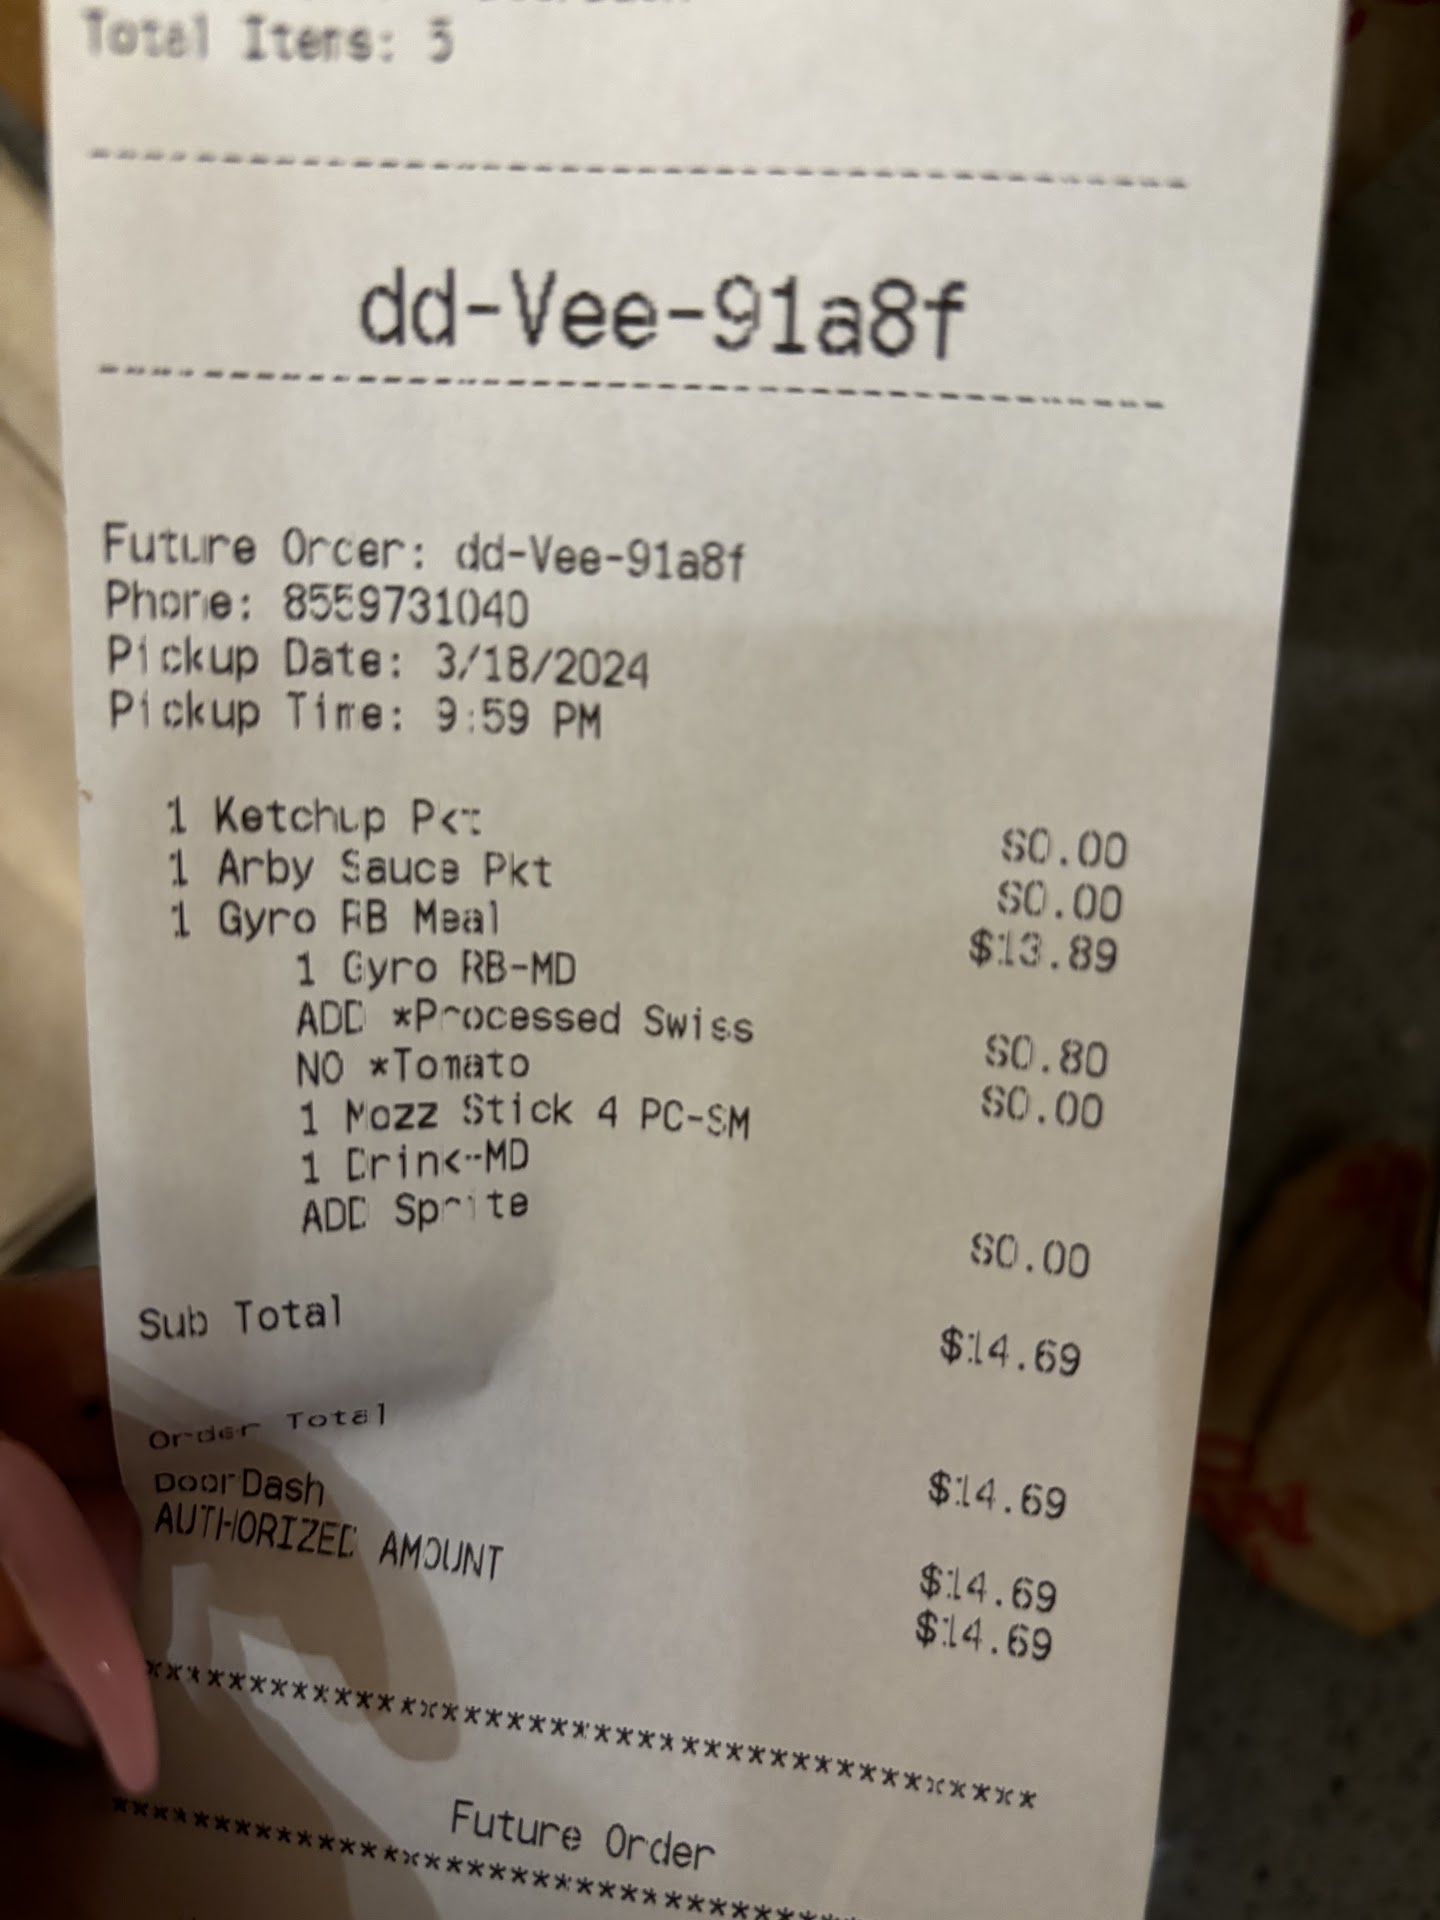 Total Items: 5
dd-Vee-91a8f
Future Order: dd-Vee-91a8f
Phone: 8559731040
Pickup Date: 3/18/2024
Pickup Time: 9:59 PM
1 Ketchup Pkt $0.00
1 Arby Sauce Pkt $0.00
1 Gyro RB Meal $13.89
1 Gyro RB-MD
ADD *Processed Swiss $0.80
NO *Tomato $0.00
1 Mozz Stick 4 PC-SM
1 Drink-MD
ADD Sprite $0.00
Sub Total $14.69
Order Total $14.69
DoorDash $14.69
AUTHORIZED AMOUNT $14.69
*****************************************
Future Order
*****************************************